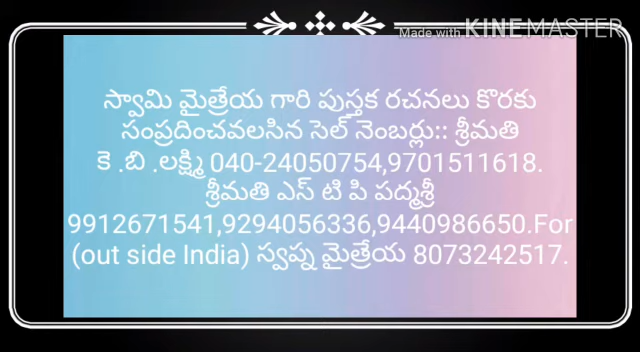 Made with KINEMASTER
స్వామి మైత్రేయ గారి పుస్తక రచనలు కొరకు
సంప్రదించవలసిన సెల్ నెంబర్లు:: శ్రీమతి
కె .బి .లక్ష్మి 040-24050754,9701511618.
శ్రీమతి ఎస్ టి పి పద్మశ్రీ
9912671541,9294056336,9440986650.For
(out side India) స్వప్న మైత్రేయ 8073242517.